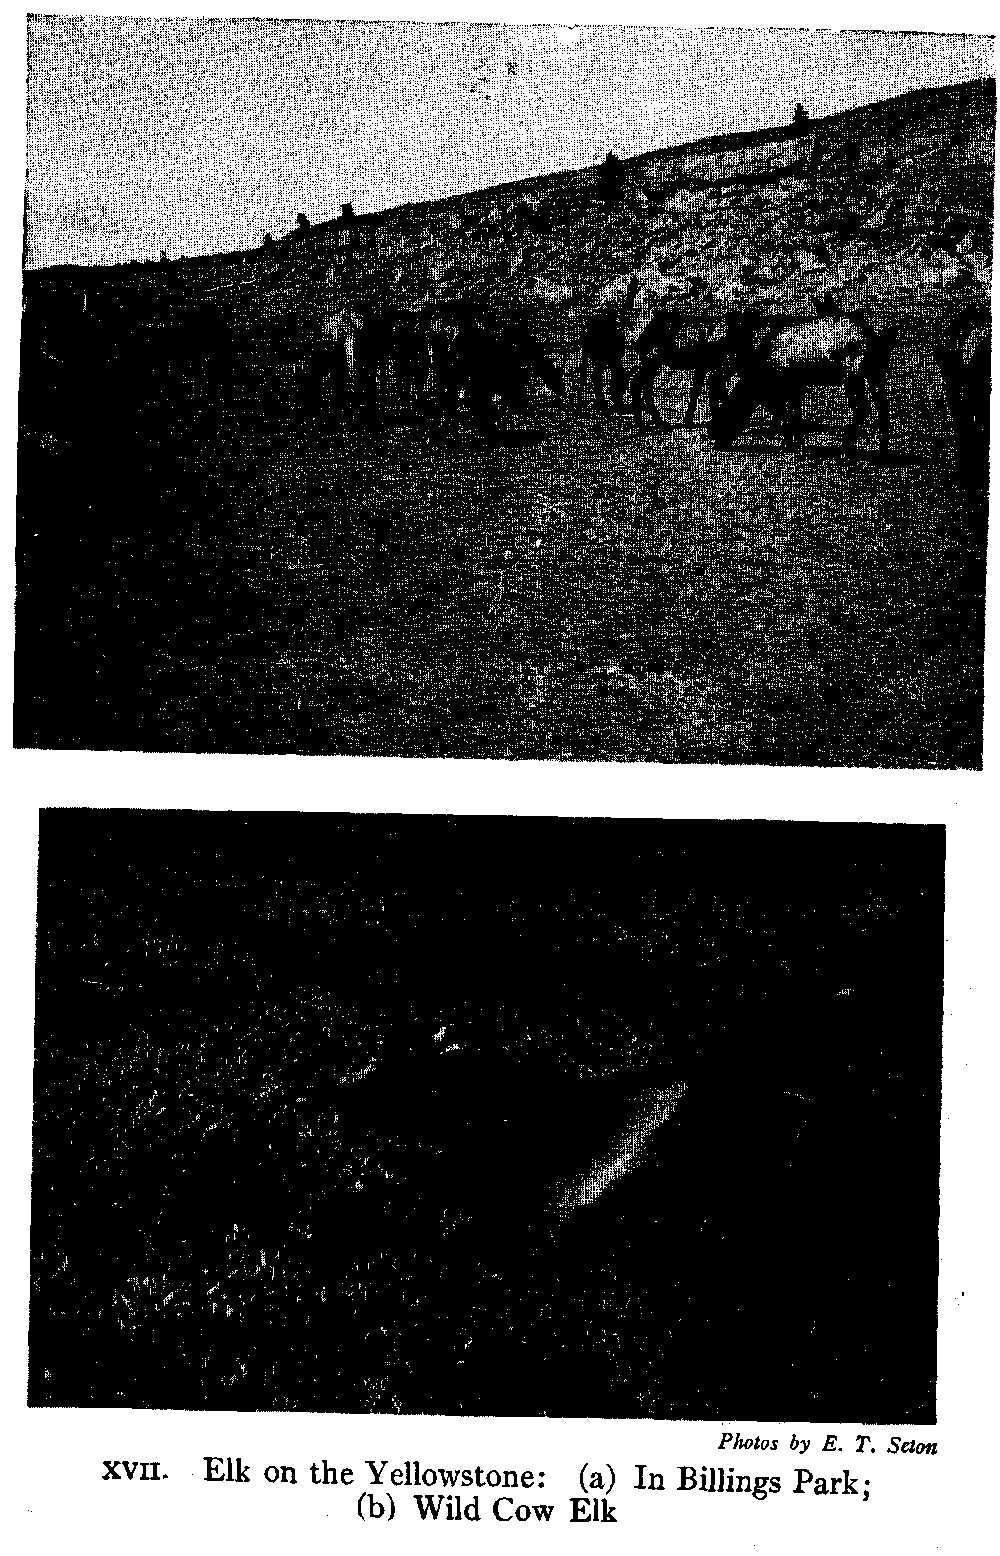 Photos by E. T. Seton
XVII. Elk on the Yellowstone: (a) In Billings Park;
(b) Wild Cow Elk